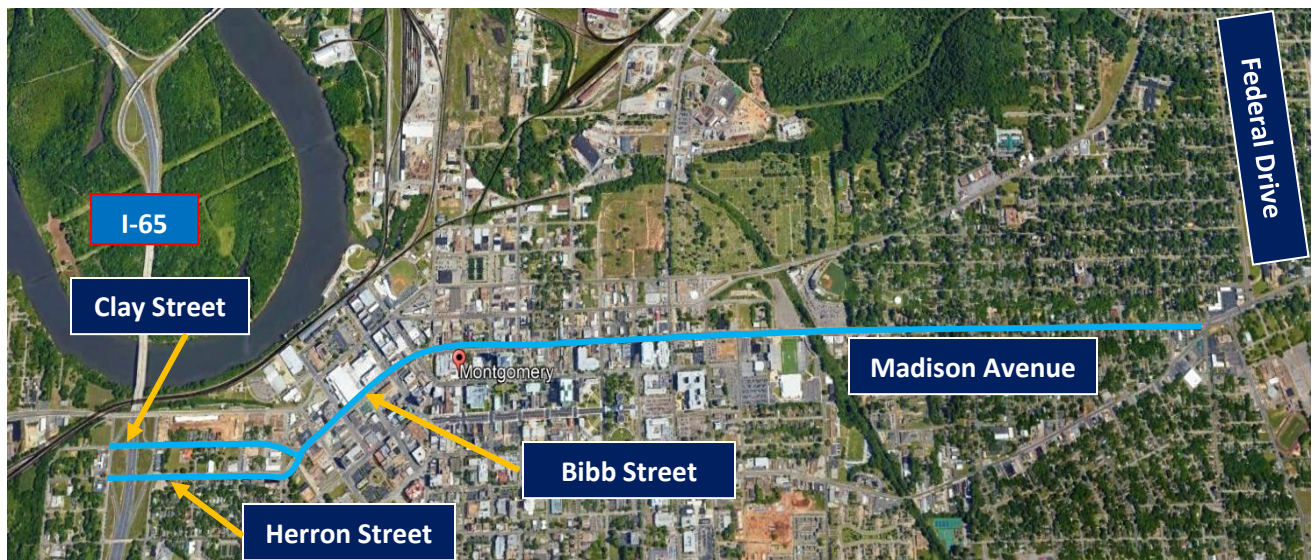 Federal Drive
I-65
Clay Street
Montgomery
Madison Avenue
Bibb Street
Herron Street